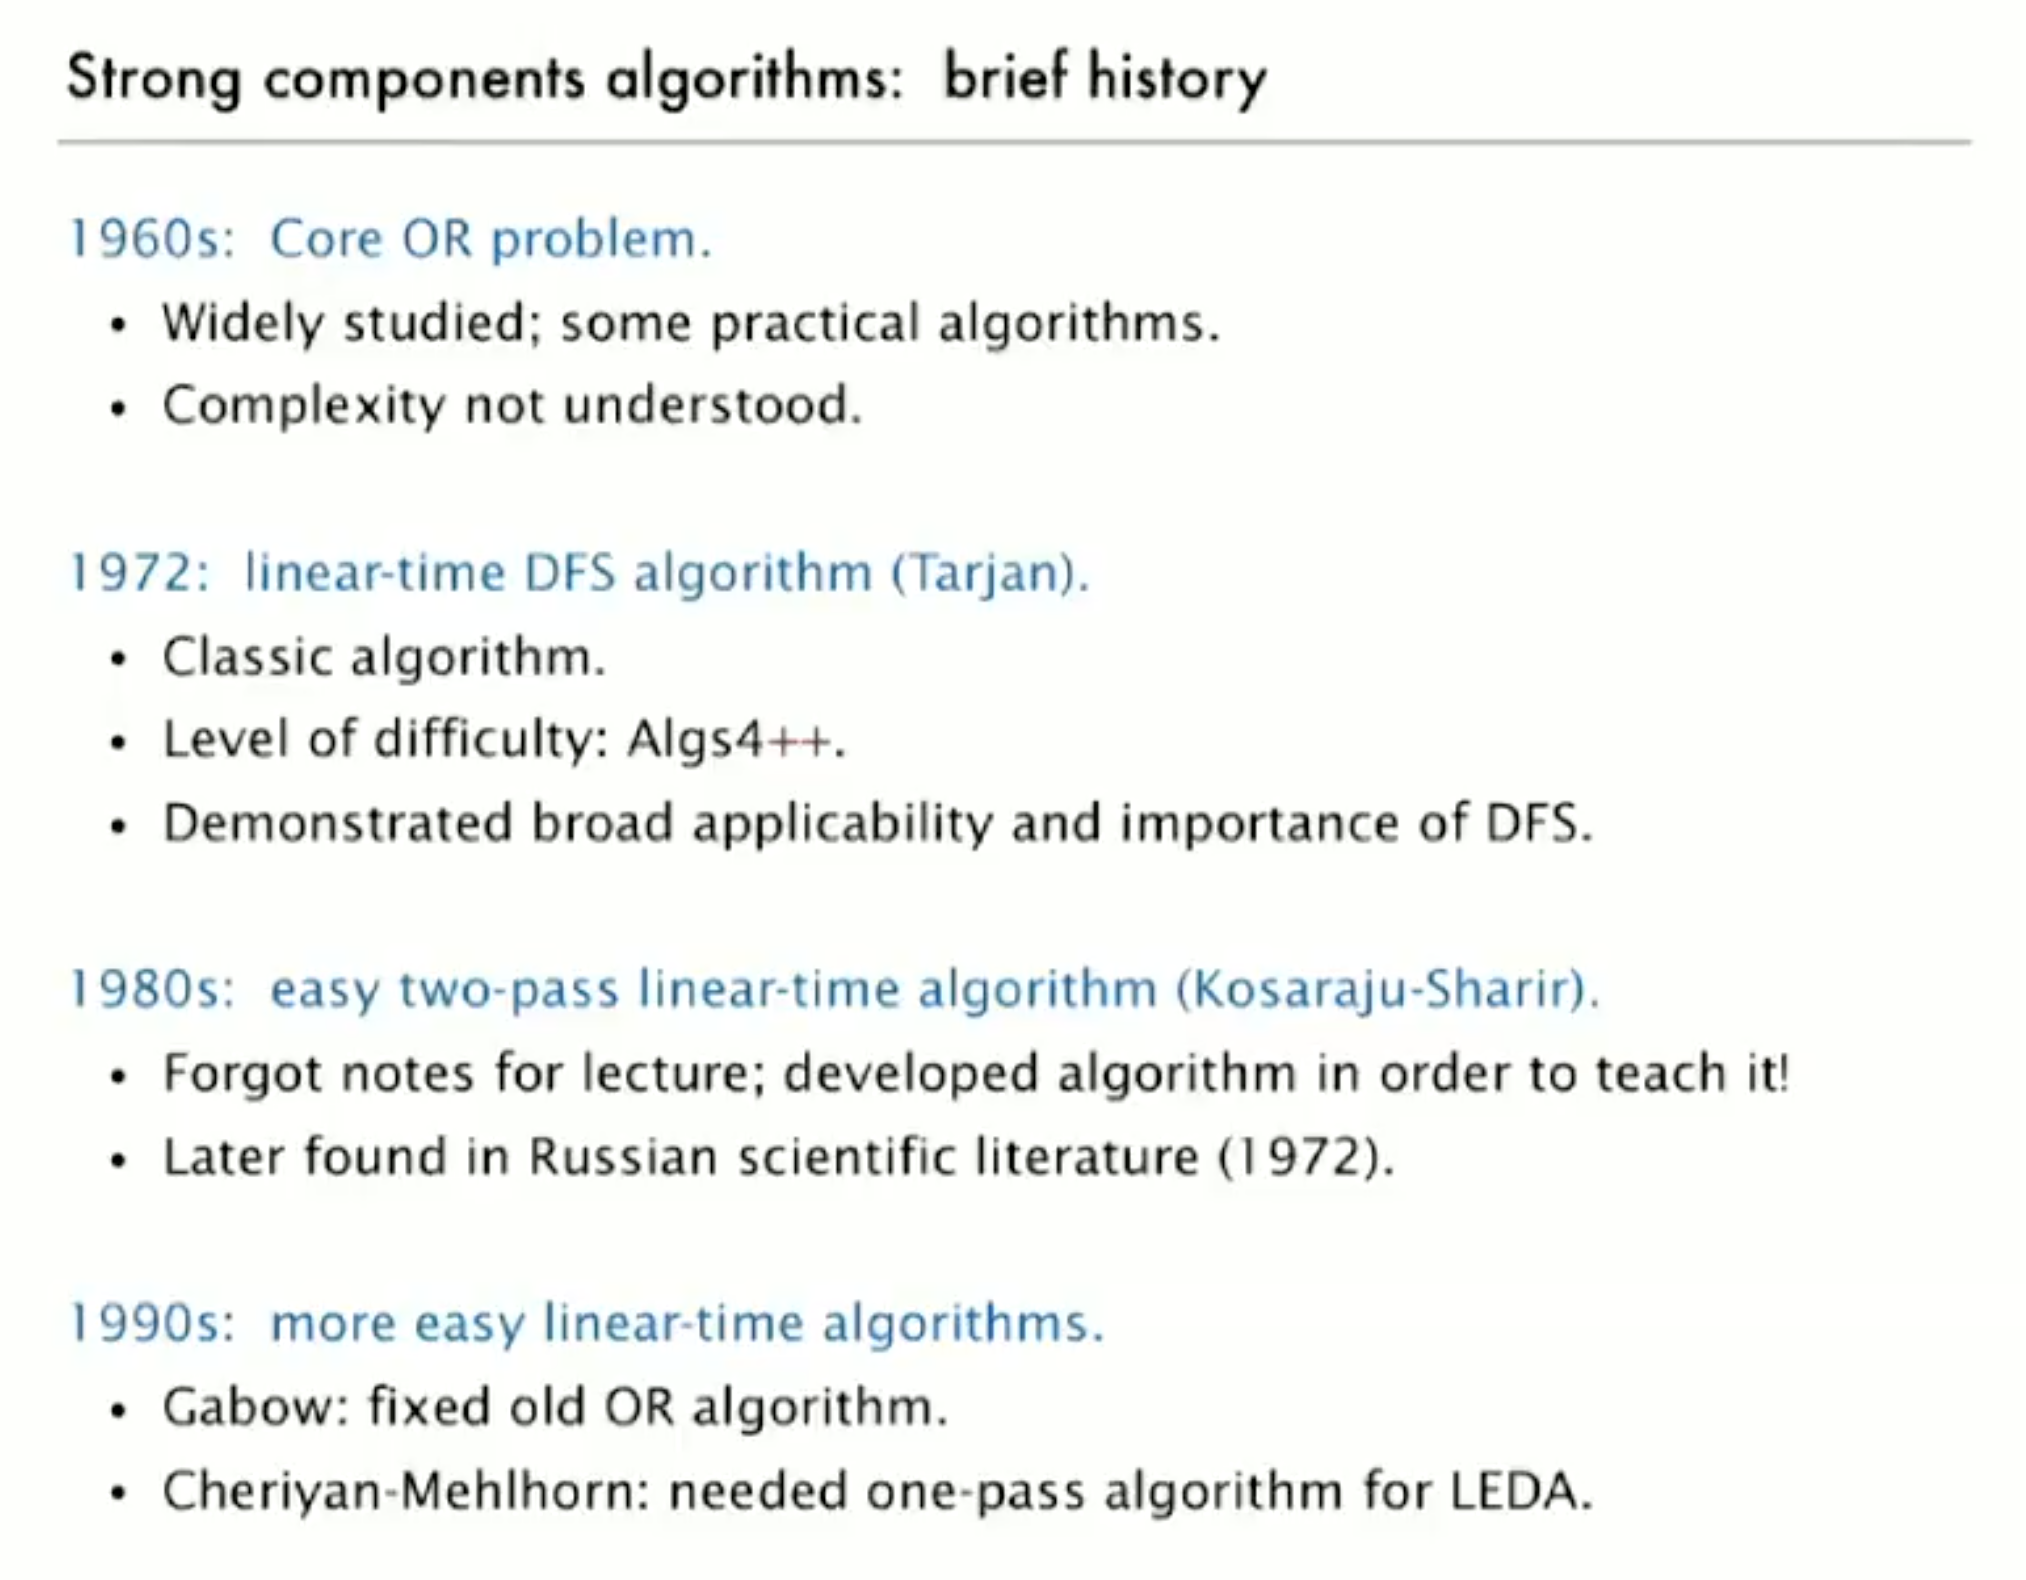 Strong components algorithms: brief history
1960s: Core OR problem.
• Widely studied; some practical algorithms.
• Complexity not understood.
1972: linear-time DFS algorithm (Tarjan).
• Classic algorithm.
• Level of difficulty: Algs4++.
• Demonstrated broad applicability and importance of DFS.
1980s: easy two-pass linear-time algorithm (Kosaraju-Sharir).
• Forgot notes for lecture; developed algorithm in order to teach it!
• Later found in Russian scientific literature (1972).
1990s: more easy linear-time algorithms.
• Gabow: fixed old OR algorithm.
• Cheriyan-Mehlhorn: needed one-pass algorithm for LEDA.